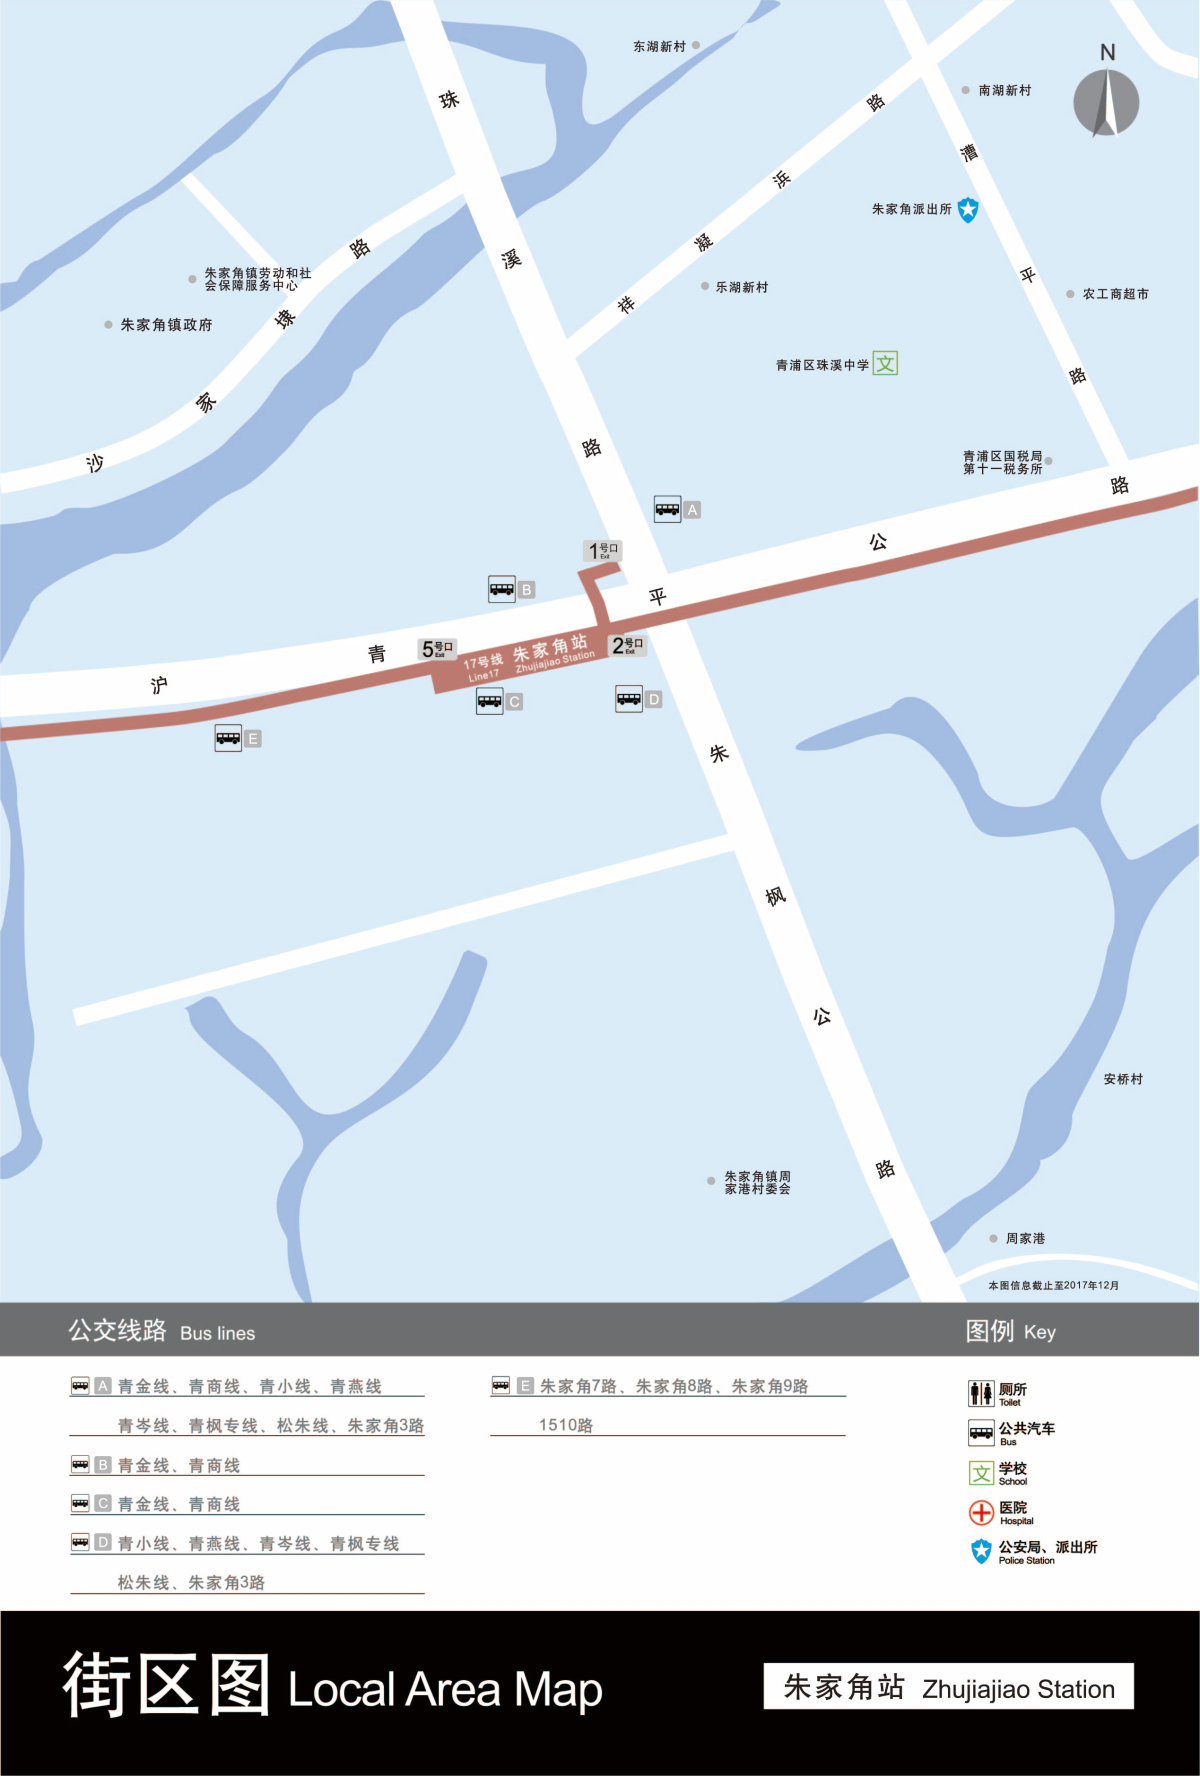 东湖新村
N
南湖新村
珠溪路
祥凝浜路
漕平路
朱家角派出所
朱家角镇劳动和社
会保障服务中心
乐湖新村
农工商超市
朱家角镇政府
沙家埭路
青浦区珠溪中学
文
青浦区国税局
第十一税务所
A
1号口
Exit
B
沪青平公路
5号口
Exit
17号线
Line17
朱家角站
Zhujiajiao Station
2号口
Exit
C
D
E
朱枫公路
安桥村
朱家角镇周
家港村委会
周家港
本图信息截止至2017年12月
公交线路 Bus lines
图例 Key
A 青金线、青商线、青小线、青燕线
青岑线、青枫专线、松朱线、朱家角3路
B 青金线、青商线
C 青金线、青商线
D 青小线、青燕线、青岑线、青枫专线
松朱线、朱家角3路
E 朱家角7路、朱家角8路、朱家角9路
1510路
厕所
Toilet
公共汽车
Bus
文 学校
School
医院
Hospital
公安局、派出所
Police Station
街区图 Local Area Map
朱家角站 Zhujiajiao Station